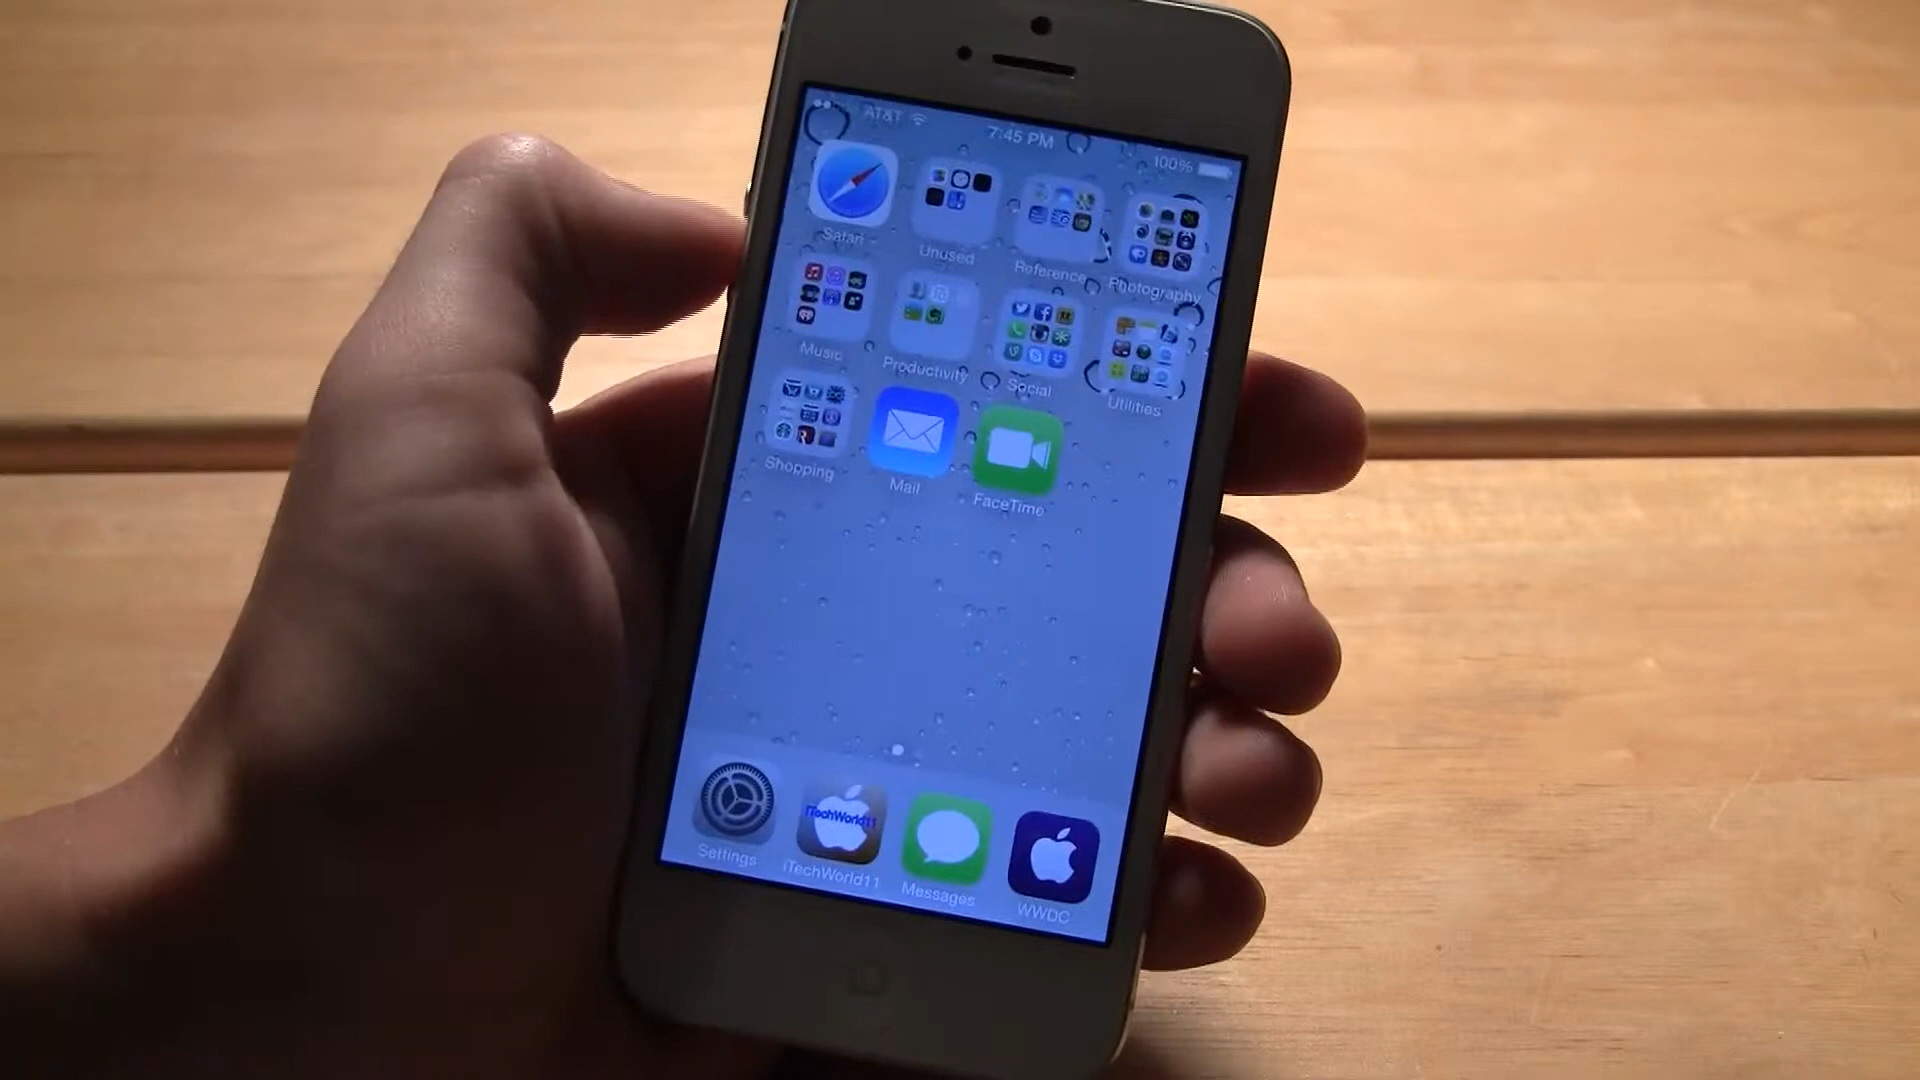 AT&T 7:45 PM 100%
Safari Unused Reference Photography
Music Productivity Social Utilities
Shopping Mail FaceTime
iTechWorld11
Settings iTechWorld11 Messages WWDC